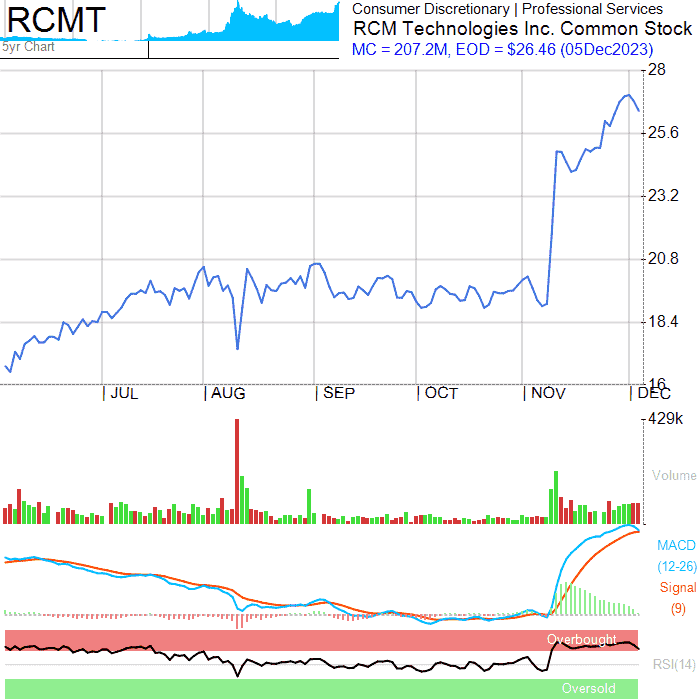 RCMT
5yr Chart
Consumer Discretionary | Professional Services
RCM Technologies Inc. Common Stock
MC = 207.2M, EOD = $26.46 (05Dec2023)
28
25.6
23.2
20.8
18.4
16
| JUL | AUG | SEP | OCT | NOV | DEC
429k
Volume
MACD
(12-26)
Signal
(9)
Overbought
RSI(14)
Oversold